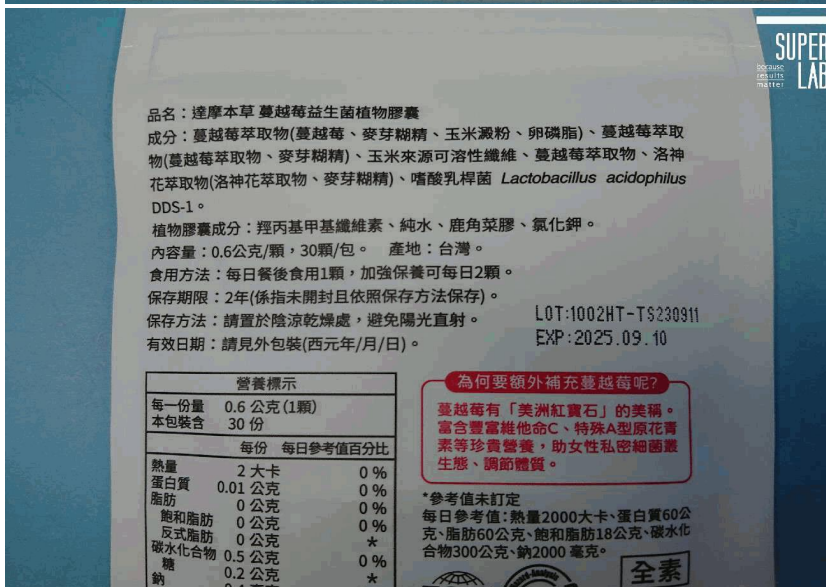 SUPER
because
results
matter
LAB
品名：達摩本草 蔓越莓益生菌植物膠囊
成分：蔓越莓萃取物(蔓越莓、麥芽糊精、玉米澱粉、卵磷脂)、蔓越莓萃取
物(蔓越莓萃取物、麥芽糊精)、玉米來源可溶性纖維、蔓越莓萃取物、洛神
花萃取物(洛神花萃取物、麥芽糊精)、嗜酸乳桿菌 Lactobacillus acidophilus
DDS-1。
植物膠囊成分：羥丙基甲基纖維素、純水、鹿角菜膠、氯化鉀。
內容量：0.6公克/顆，30顆/包。 產地：台灣。
食用方法：每日餐後食用1顆，加強保養可每日2顆。
保存期限：2年(係指未開封且依照保存方法保存)。
保存方法：請置於陰涼乾燥處，避免陽光直射。
有效日期：請見外包裝(西元年/月/日)。
LOT:1002HT-TS230911
EXP:2025.09.10
營養標示
每一份量 0.6 公克(1顆)
本包裝含 30 份
每份 每日參考值百分比
熱量 2 大卡 0 %
蛋白質 0.01 公克 0 %
脂肪 0 公克 0 %
飽和脂肪 0 公克 0 %
反式脂肪 0 公克 *
碳水化合物 0.5 公克 0 %
糖 0.2 公克 *
鈉
為何要額外補充蔓越莓呢?
蔓越莓有「美洲紅寶石」的美稱。
富含豐富維他命C、特殊A型原花青
素等珍貴營養，助女性私密細菌叢
生態、調節體質。
*參考值未訂定
每日參考值：熱量2000大卡、蛋白質60公
克、脂肪60公克、飽和脂肪18公克、碳水化
合物300公克、鈉2000 毫克。
全素